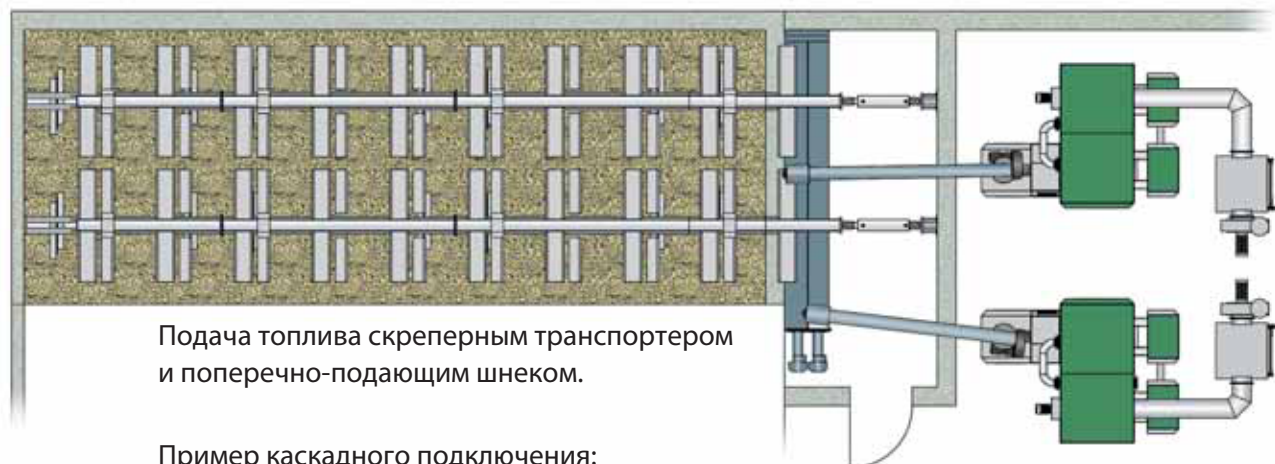 Подача топлива скреперным транспортером
и поперечно-подающим шнеком.
Пример каскадного подключения: